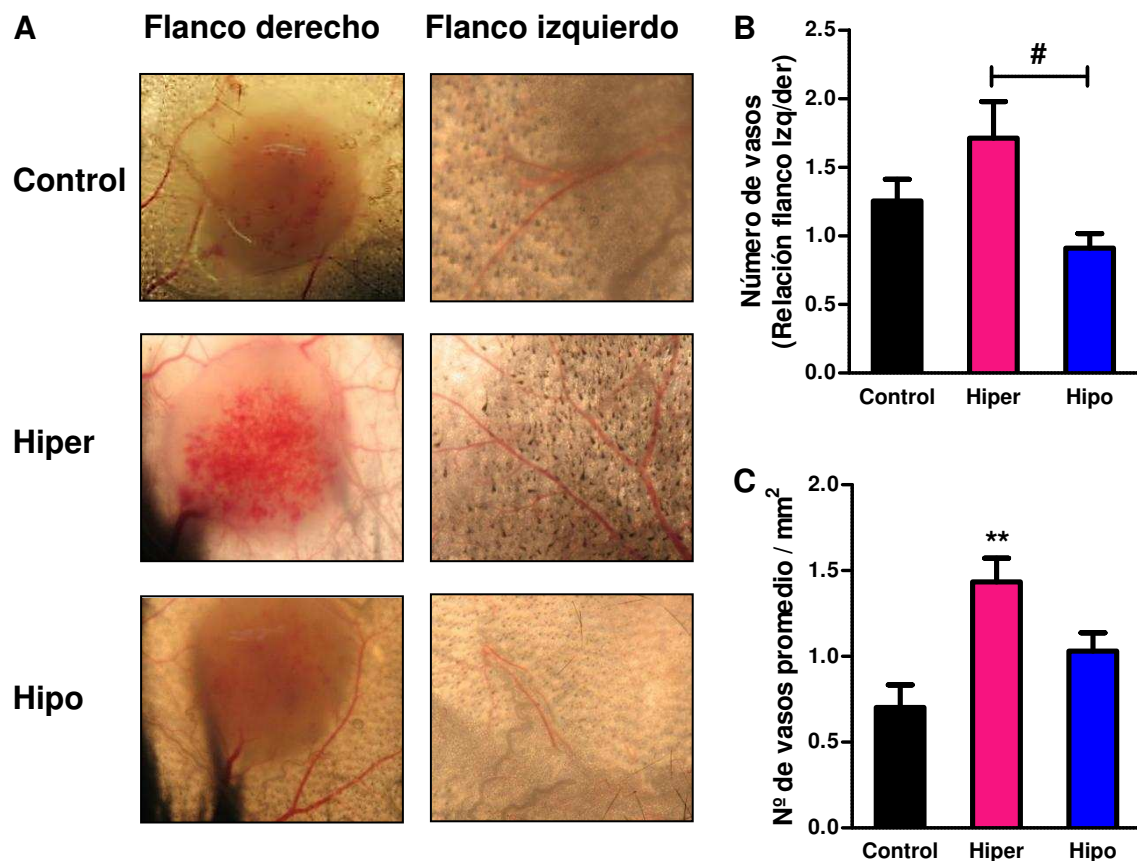 A
Flanco derecho
Flanco izquierdo
Control
Hiper
Hipo
B
Número de vasos
(Relación flanco Izq/der)
2.5
2.0
1.5
1.0
0.5
0.0
#
Control
Hiper
Hipo
C
Nº de vasos promedio / mm²
2.0
1.5
1.0
0.5
0.0
**
Control
Hiper
Hipo